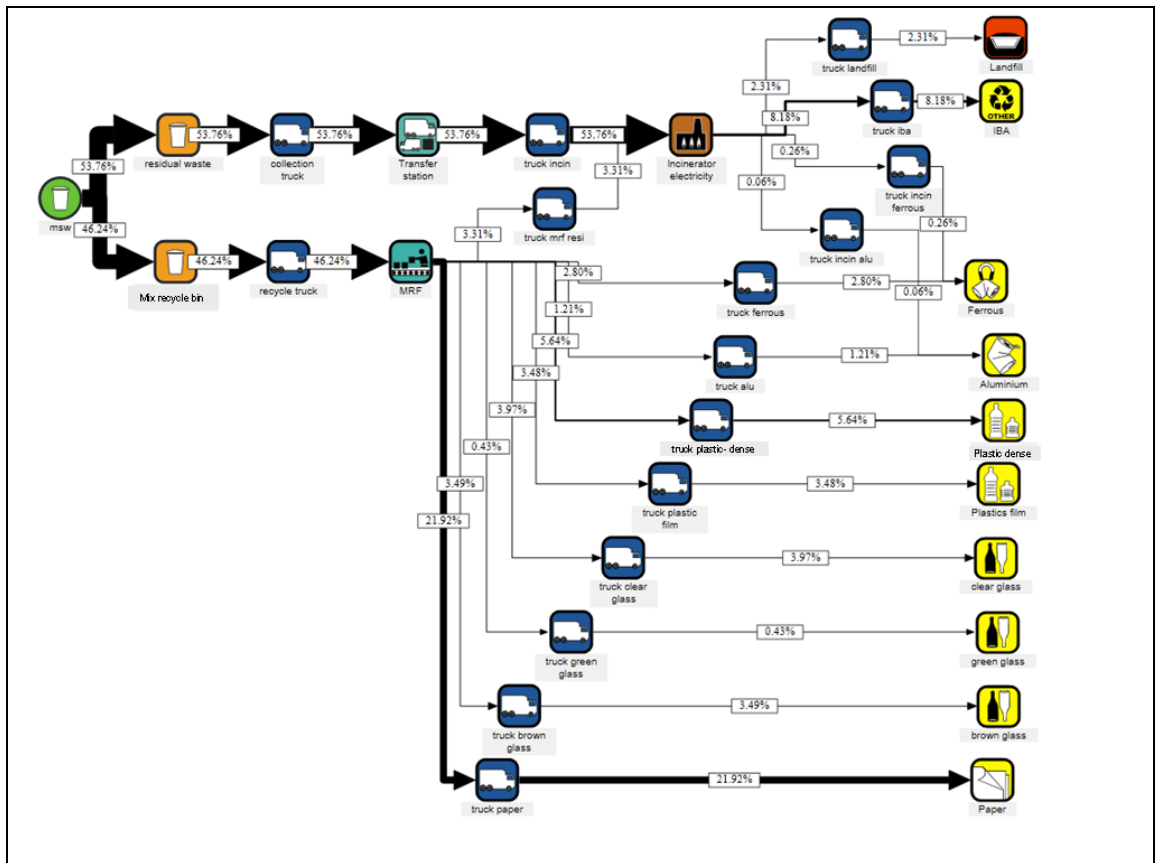 2.31%
truck landfill
Landfill
2.31%
8.18%
OTHER
8.18%
truck iba
IBA
53.76%
53.76%
53.76%
53.76%
residual waste
collection
truck
Transfer
station
truck incin
Incinerator
electricity
0.26%
53.76%
3.31%
0.06%
truck incin
ferrous
msw
46.24%
3.31%
truck mrf resi
0.26%
truck incin alu
46.24%
46.24%
2.80%
2.80%
0.06%
Mix recycle bin
recycle truck
MRF
truck ferrous
Ferrous
1.21%
5.64%
1.21%
3.48%
truck alu
Aluminium
3.97%
5.64%
0.43%
truck plastic- dense
Plastic dense
3.49%
3.48%
truck plastic
film
Plastics film
21.92%
3.97%
truck clear
glass
clear glass
0.43%
truck green
glass
green glass
3.49%
truck brown
glass
brown glass
21.92%
truck paper
Paper